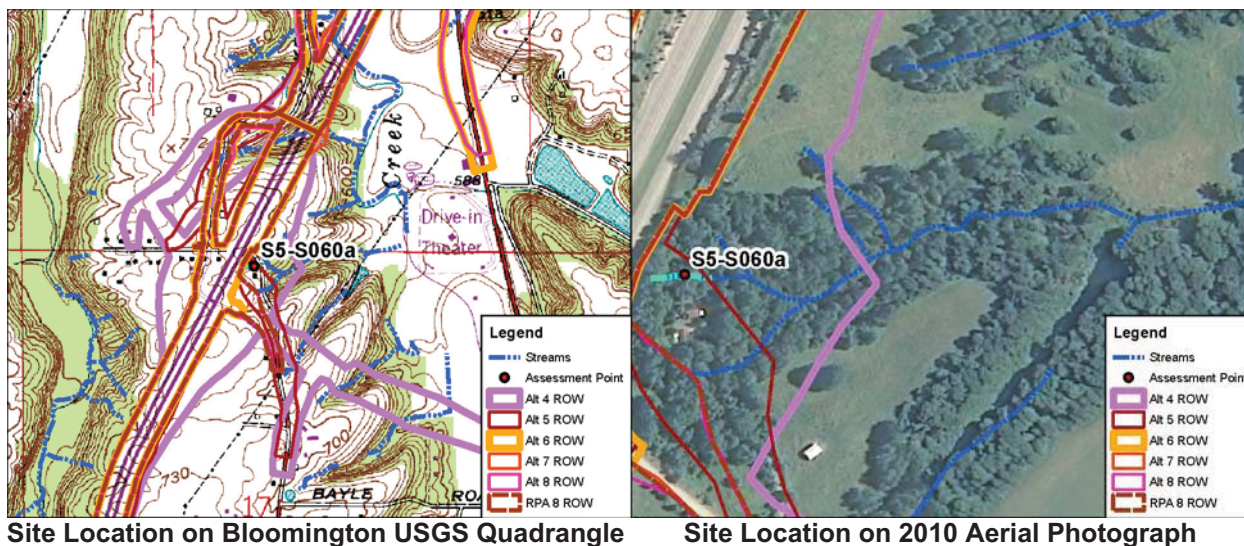 Creek
586
Drive-in
Theater
S5-S060a
730
700
17
BAYLE
Legend
Streams
Assessment Point
Alt 4 ROW
Alt 5 ROW
Alt 6 ROW
Alt 7 ROW
Alt 8 ROW
RPA 8 ROW
S5-S060a
Legend
Streams
Assessment Point
Alt 4 ROW
Alt 5 ROW
Alt 6 ROW
Alt 7 ROW
Alt 8 ROW
RPA 8 ROW
Site Location on Bloomington USGS Quadrangle
Site Location on 2010 Aerial Photograph